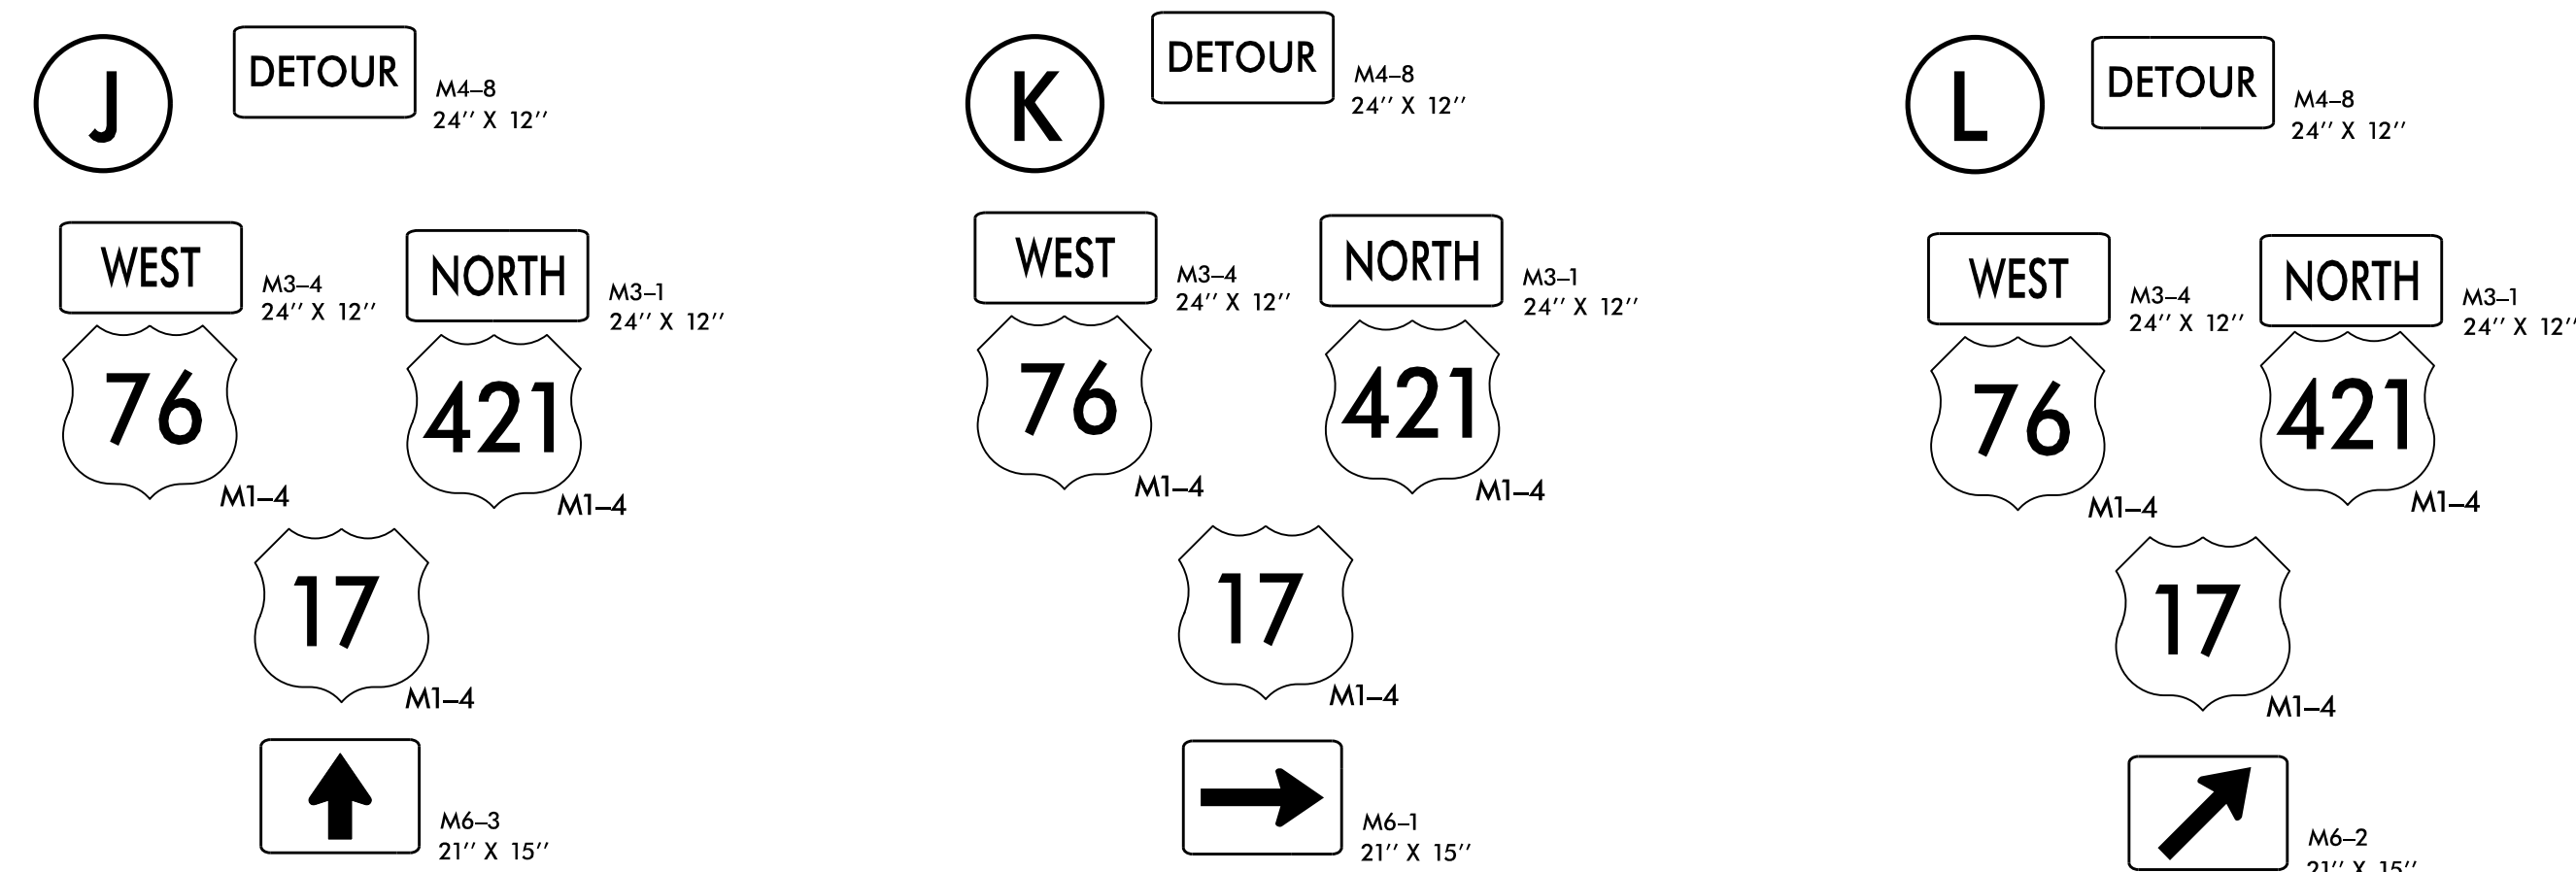 J
DETOUR
M4–8
24'' X 12''
WEST
M3–4
24'' X 12''
NORTH
M3–1
24'' X 12''
76
M1–4
421
M1–4
17
M1–4
M6–3
21'' X 15''
K
DETOUR
M4–8
24'' X 12''
WEST
M3–4
24'' X 12''
NORTH
M3–1
24'' X 12''
76
M1–4
421
M1–4
17
M1–4
M6–1
21'' X 15''
L
DETOUR
M4–8
24'' X 12''
WEST
M3–4
24'' X 12''
NORTH
M3–1
24'' X 12''
76
M1–4
421
M1–4
17
M1–4
M6–2
21'' X 15''